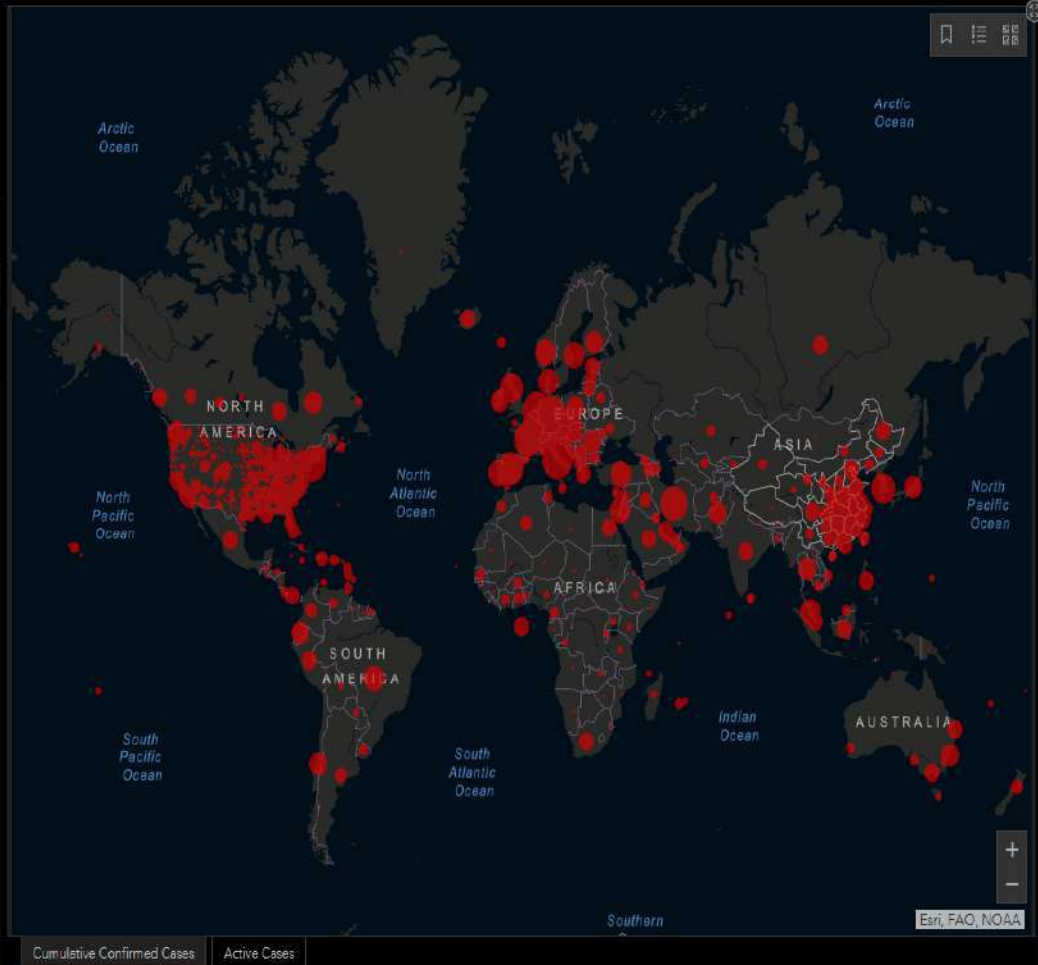 Arctic
Ocean
Arctic
Ocean
NORTH
AMERICA
EUROPE
ASIA
North
Pacific
Ocean
North
Atlantic
Ocean
North
Pacific
Ocean
AFRICA
SOUTH
AMERICA
South
Pacific
Ocean
South
Atlantic
Ocean
Indian
Ocean
AUSTRALIA
Southern
Esri, FAO, NOAA
Cumulative Confirmed Cases
Active Cases